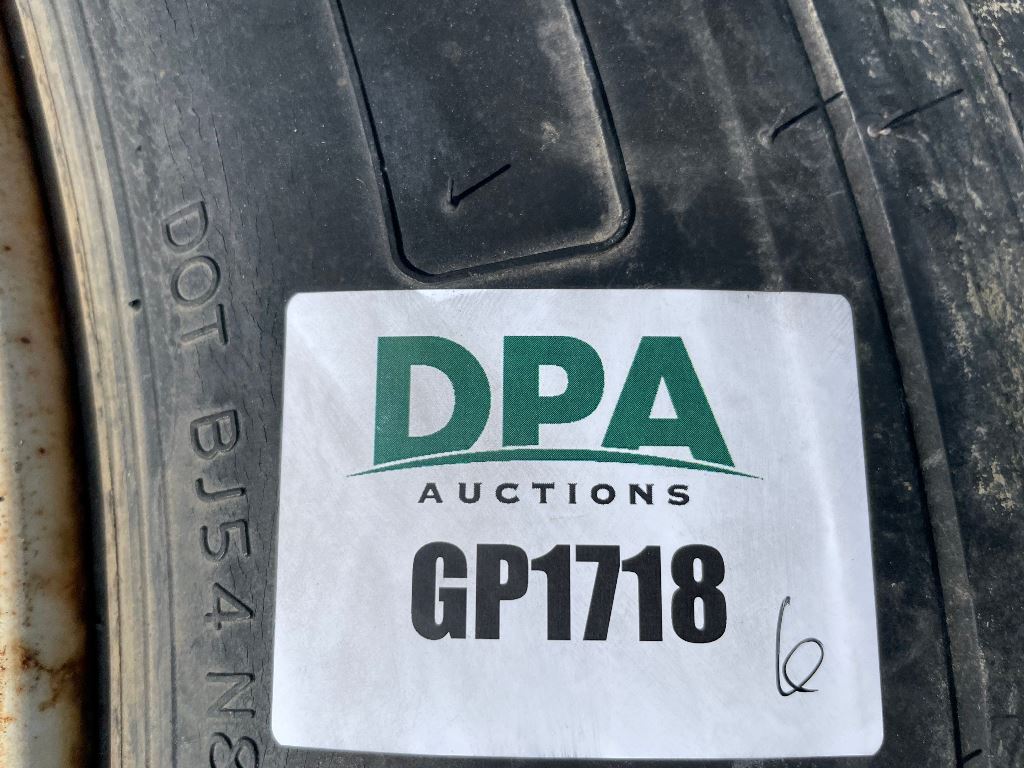 DOT BJ54 N8
DPA
AUCTIONS
GP1718
6